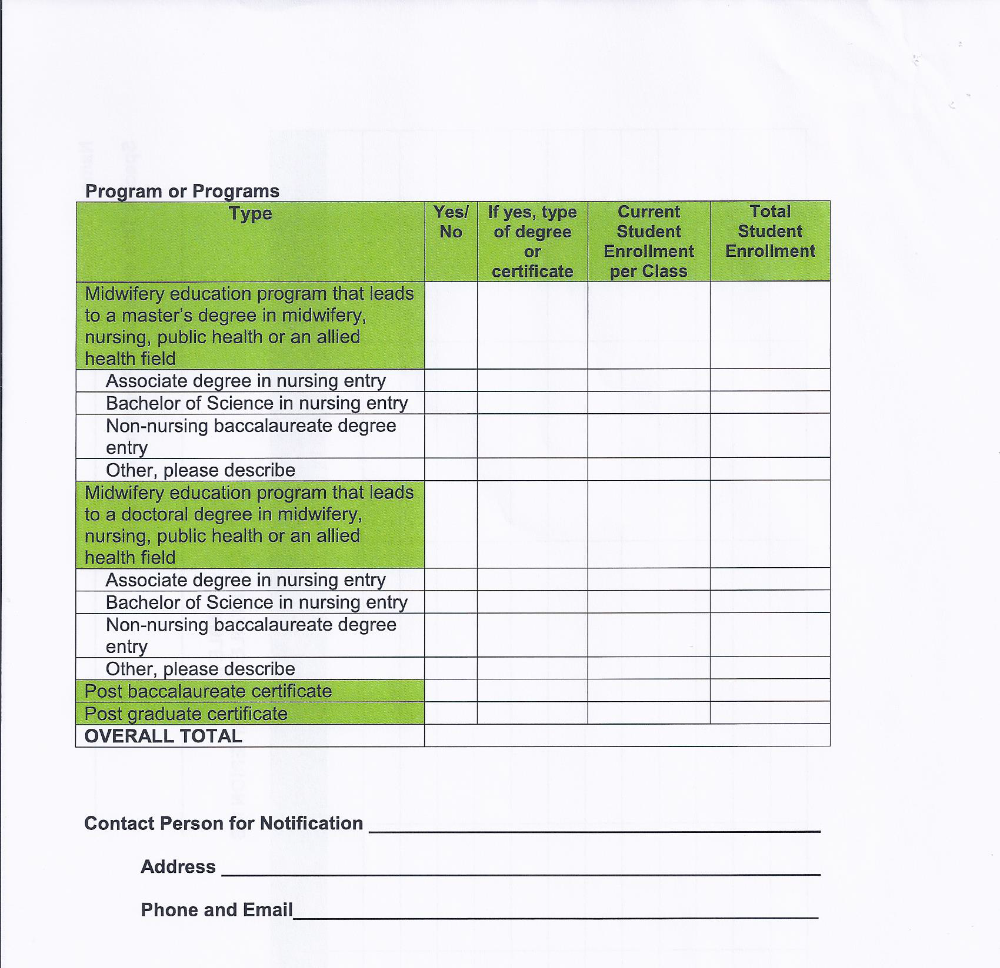 Program or Programs
Type
Yes/
No
If yes, type
of degree
or
certificate
Current
Student
Enrollment
per Class
Total
Student
Enrollment
Midwifery education program that leads
to a master's degree in midwifery,
nursing, public health or an allied
health field
Associate degree in nursing entry
Bachelor of Science in nursing entry
Non-nursing baccalaureate degree
entry
Other, please describe
Midwifery education program that leads
to a doctoral degree in midwifery,
nursing, public health or an allied
health field
Associate degree in nursing entry
Bachelor of Science in nursing entry
Non-nursing baccalaureate degree
entry
Other, please describe
Post baccalaureate certificate
Post graduate certificate
OVERALL TOTAL
Contact Person for Notification
Address
Phone and Email